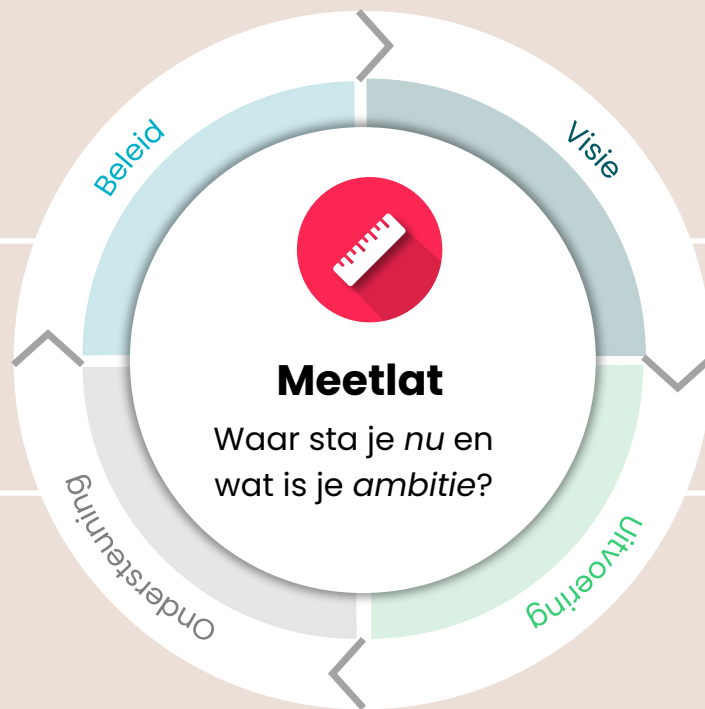 Beleid
Visie
Meetlat
Waar sta je nu en
wat is je ambitie?
Ondersteuning
Uitvoering